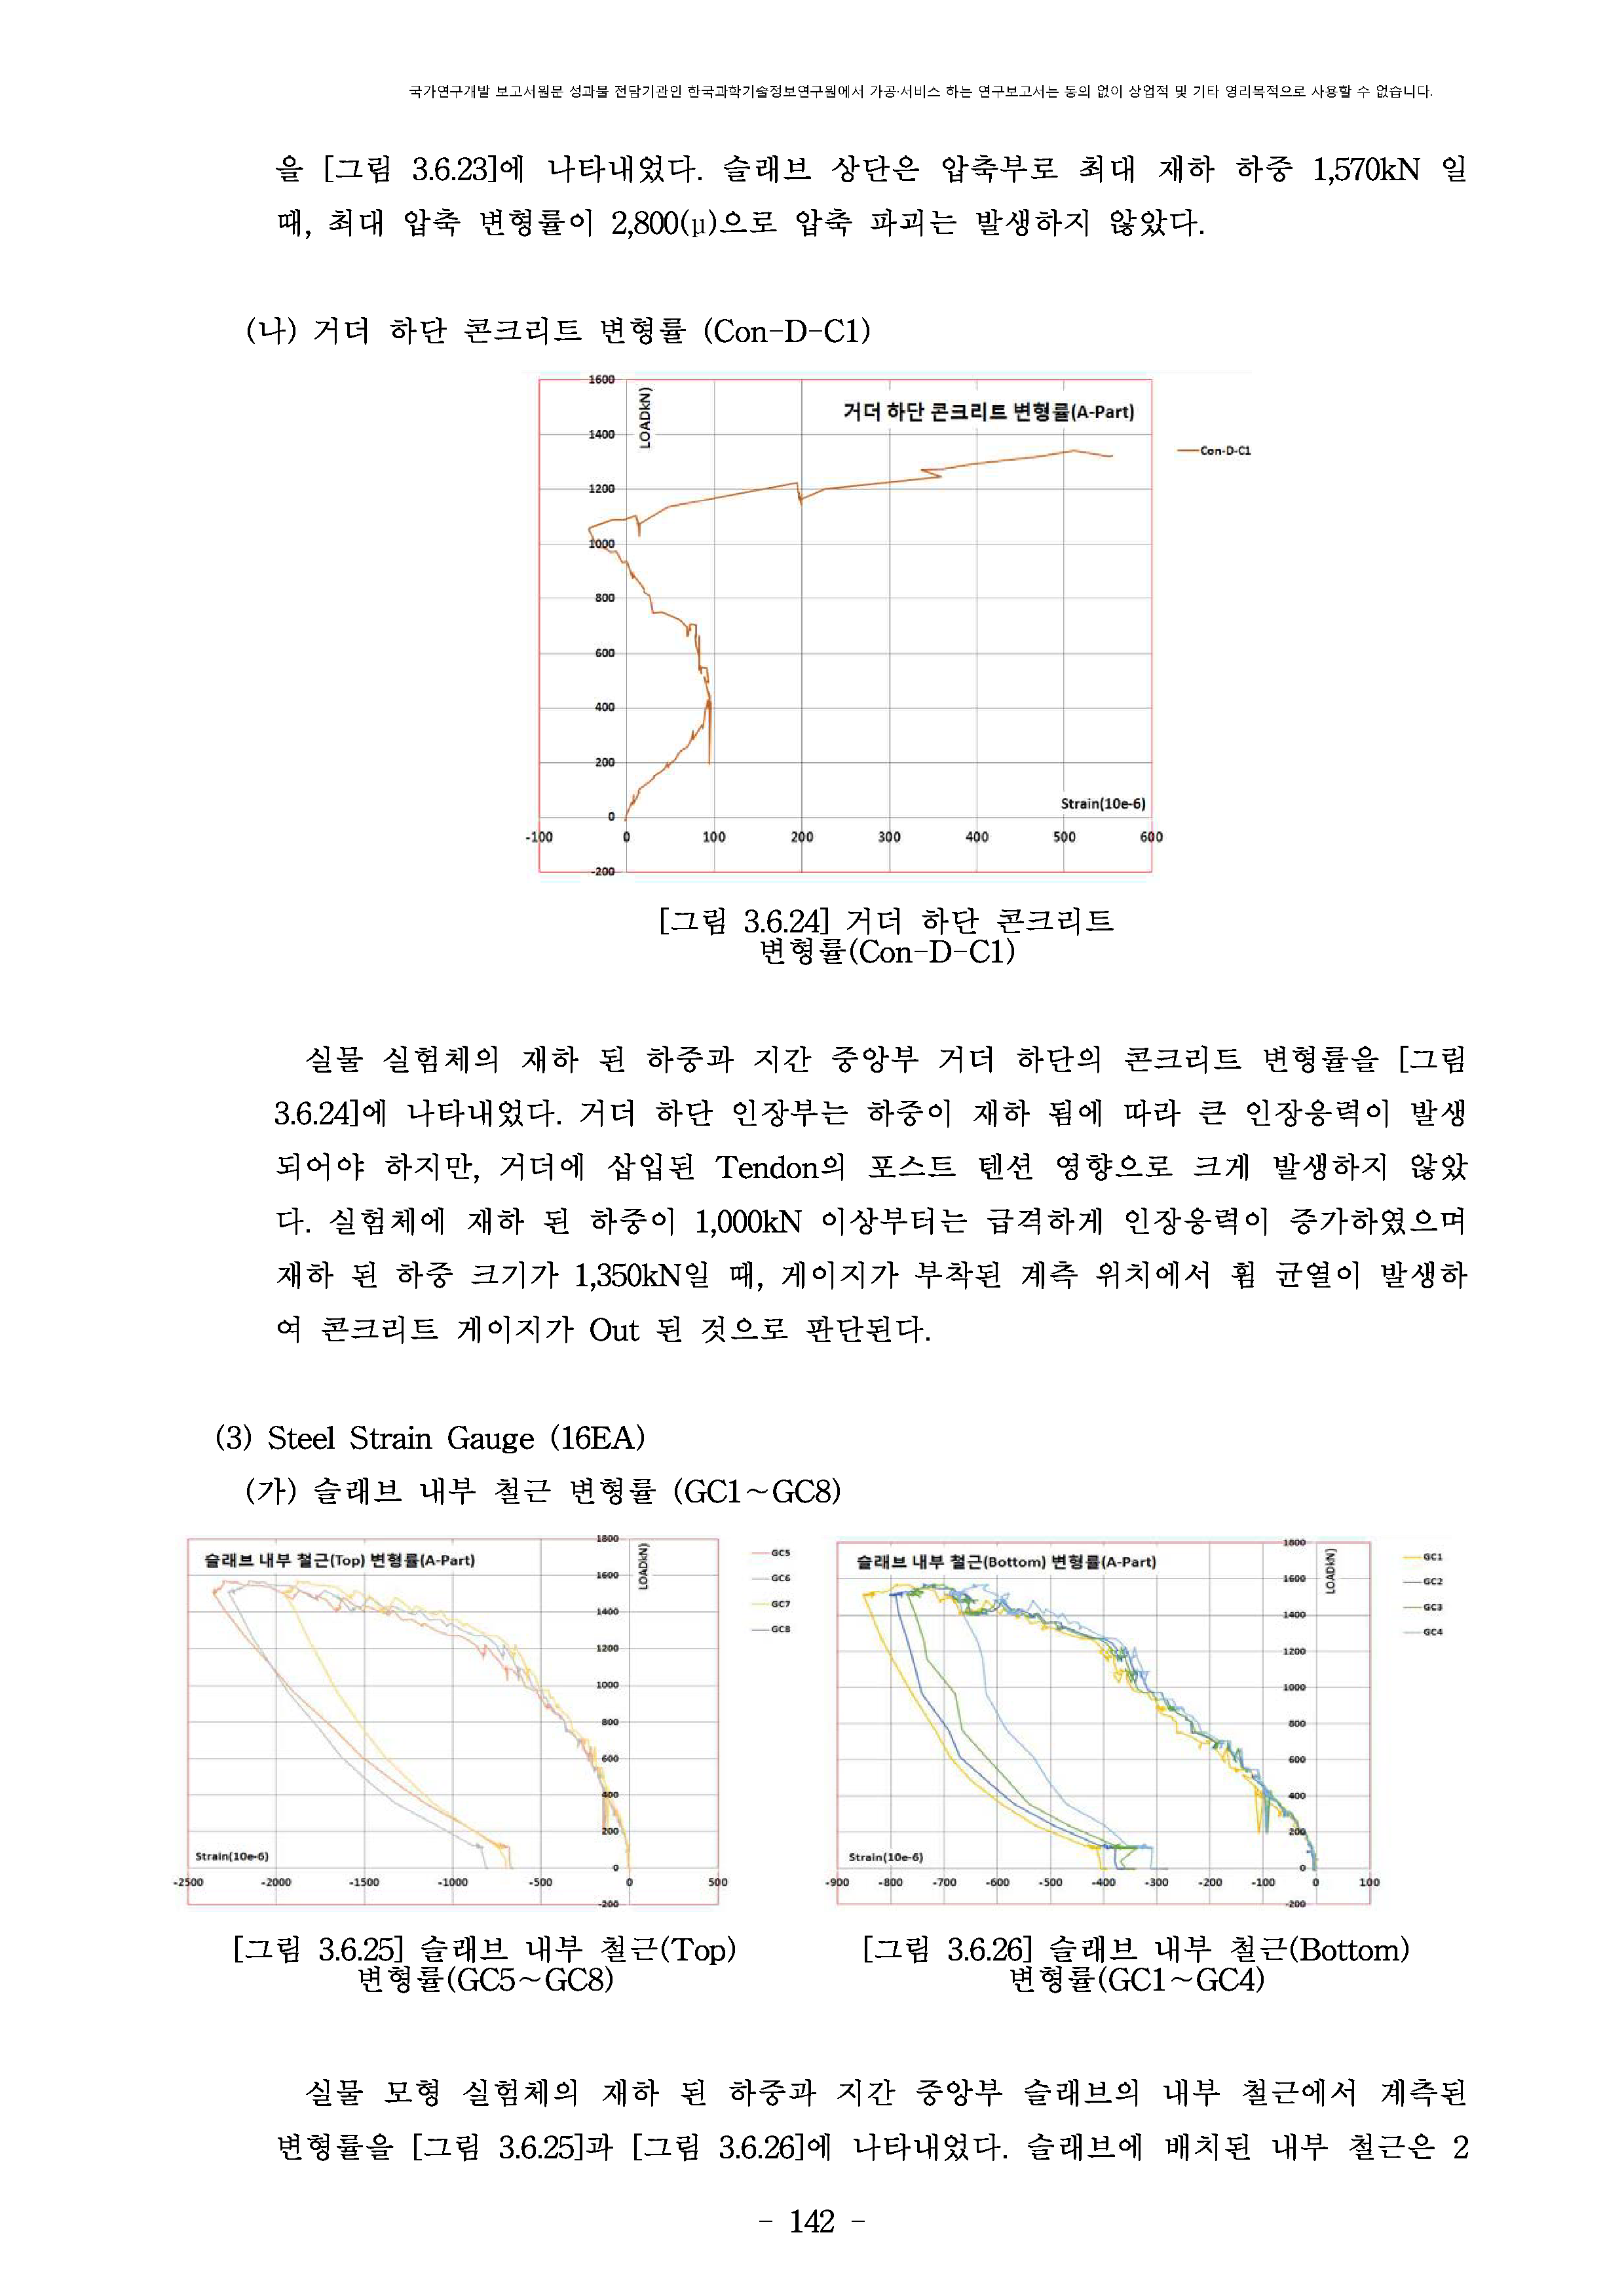 국가연구개발 보고서원문 성과물 전담기관인 한국과학기술정보연구원에서 가공·서비스 하는 연구보고서는 동의 없이 상업적 및 기타 영리목적으로 사용할 수 없습니다.
을 [그림 3.6.23]에 나타내었다. 슬래브 상단은 압축부로 최대 재하 하중 1,570kN 일
때, 최대 압축 변형률이 2,800(μ)으로 압축 파괴는 발생하지 않았다.
(나) 거더 하단 콘크리트 변형률 (Con-D-C1)
거더 하단 콘크리트 변형률(A-Part)
LOAD(kN)
1600
1400
1200
1000
800
600
400
200
0
-200
-100 0 100 200 300 400 500 600
Strain(10e-6)
Con-D-C1
[그림 3.6.24] 거더 하단 콘크리트
변형률(Con-D-C1)
실물 실험체의 재하 된 하중과 지간 중앙부 거더 하단의 콘크리트 변형률을 [그림
3.6.24]에 나타내었다. 거더 하단 인장부는 하중이 재하 됨에 따라 큰 인장응력이 발생
되어야 하지만, 거더에 삽입된 Tendon의 포스트 텐션 영향으로 크게 발생하지 않았
다. 실험체에 재하 된 하중이 1,000kN 이상부터는 급격하게 인장응력이 증가하였으며
재하 된 하중 크기가 1,350kN일 때, 게이지가 부착된 계측 위치에서 휨 균열이 발생하
여 콘크리트 게이지가 Out 된 것으로 판단된다.
(3) Steel Strain Gauge (16EA)
(가) 슬래브 내부 철근 변형률 (GC1～GC8)
슬래브 내부 철근(Top) 변형률(A-Part)
LOAD(kN)
1800
1600
1400
1200
1000
800
600
400
200
0
-200
Strain(10e-6)
-2500 -2000 -1500 -1000 -500 0 500
GC5
GC6
GC7
GC8
슬래브 내부 철근(Bottom) 변형률(A-Part)
LOAD(kN)
1800
1600
1400
1200
1000
800
600
400
200
0
-200
Strain(10e-6)
-900 -800 -700 -600 -500 -400 -300 -200 -100 0 100
GC1
GC2
GC3
GC4
[그림 3.6.25] 슬래브 내부 철근(Top)
변형률(GC5～GC8)
[그림 3.6.26] 슬래브 내부 철근(Bottom)
변형률(GC1～GC4)
실물 모형 실험체의 재하 된 하중과 지간 중앙부 슬래브의 내부 철근에서 계측된
변형률을 [그림 3.6.25]과 [그림 3.6.26]에 나타내었다. 슬래브에 배치된 내부 철근은 2
- 142 -